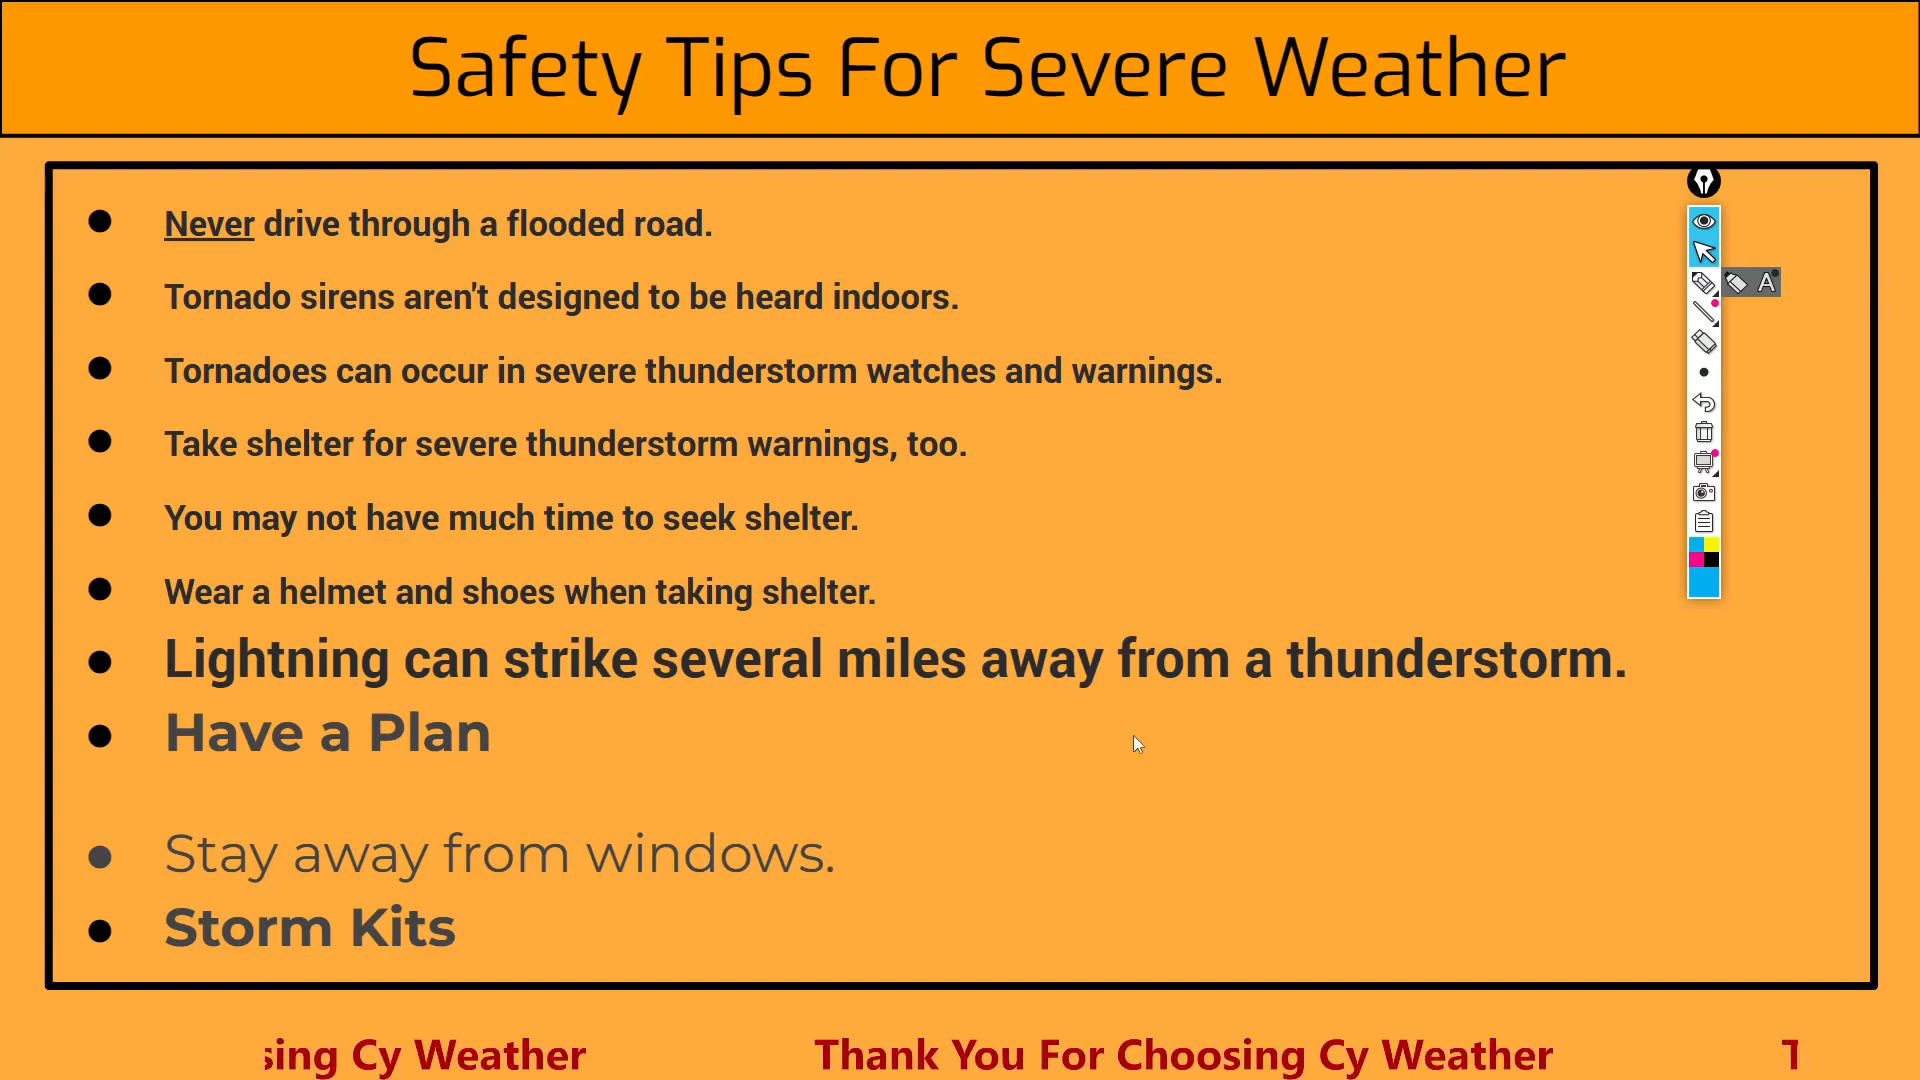 Safety Tips For Severe Weather
● Never drive through a flooded road.
● Tornado sirens aren't designed to be heard indoors.
● Tornadoes can occur in severe thunderstorm watches and warnings.
● Take shelter for severe thunderstorm warnings, too.
● You may not have much time to seek shelter.
● Wear a helmet and shoes when taking shelter.
● Lightning can strike several miles away from a thunderstorm.
● Have a Plan
● Stay away from windows.
● Storm Kits
A
sing Cy Weather Thank You For Choosing Cy Weather T